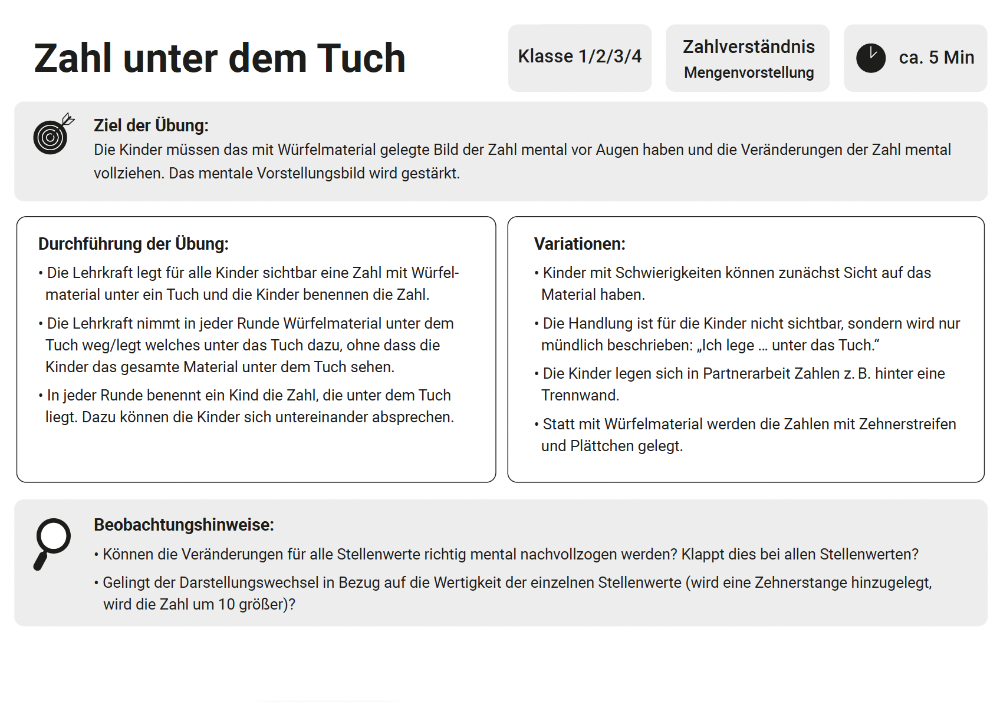 Zahl unter dem Tuch
Klasse 1/2/3/4
Zahlverständnis
Mengenvorstellung
ca. 5 Min
Ziel der Übung:
Die Kinder müssen das mit Würfelmaterial gelegte Bild der Zahl mental vor Augen haben und die Veränderungen der Zahl mental
vollziehen. Das mentale Vorstellungsbild wird gestärkt.
Durchführung der Übung:
• Die Lehrkraft legt für alle Kinder sichtbar eine Zahl mit Würfel-
material unter ein Tuch und die Kinder benennen die Zahl.
• Die Lehrkraft nimmt in jeder Runde Würfelmaterial unter dem
Tuch weg/legt welches unter das Tuch dazu, ohne dass die
Kinder das gesamte Material unter dem Tuch sehen.
• In jeder Runde benennt ein Kind die Zahl, die unter dem Tuch
liegt. Dazu können die Kinder sich untereinander absprechen.
Variationen:
• Kinder mit Schwierigkeiten können zunächst Sicht auf das
Material haben.
• Die Handlung ist für die Kinder nicht sichtbar, sondern wird nur
mündlich beschrieben: „Ich lege ... unter das Tuch.“
• Die Kinder legen sich in Partnerarbeit Zahlen z. B. hinter eine
Trennwand.
• Statt mit Würfelmaterial werden die Zahlen mit Zehnerstreifen
und Plättchen gelegt.
Beobachtungshinweise:
• Können die Veränderungen für alle Stellenwerte richtig mental nachvollzogen werden? Klappt dies bei allen Stellenwerten?
• Gelingt der Darstellungswechsel in Bezug auf die Wertigkeit der einzelnen Stellenwerte (wird eine Zehnerstange hinzugelegt,
wird die Zahl um 10 größer)?